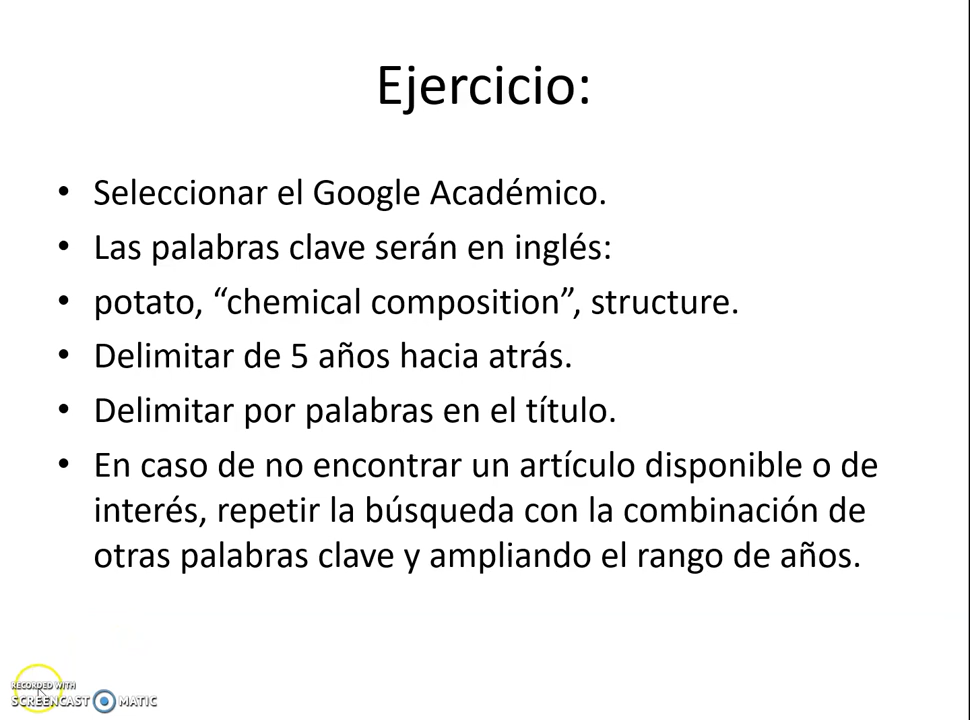 Ejercicio:
• Seleccionar el Google Académico.
• Las palabras clave serán en inglés:
• potato, “chemical composition”, structure.
• Delimitar de 5 años hacia atrás.
• Delimitar por palabras en el título.
• En caso de no encontrar un artículo disponible o de
interés, repetir la búsqueda con la combinación de
otras palabras clave y ampliando el rango de años.
RECORDED WITH
SCREENCAST MATIC